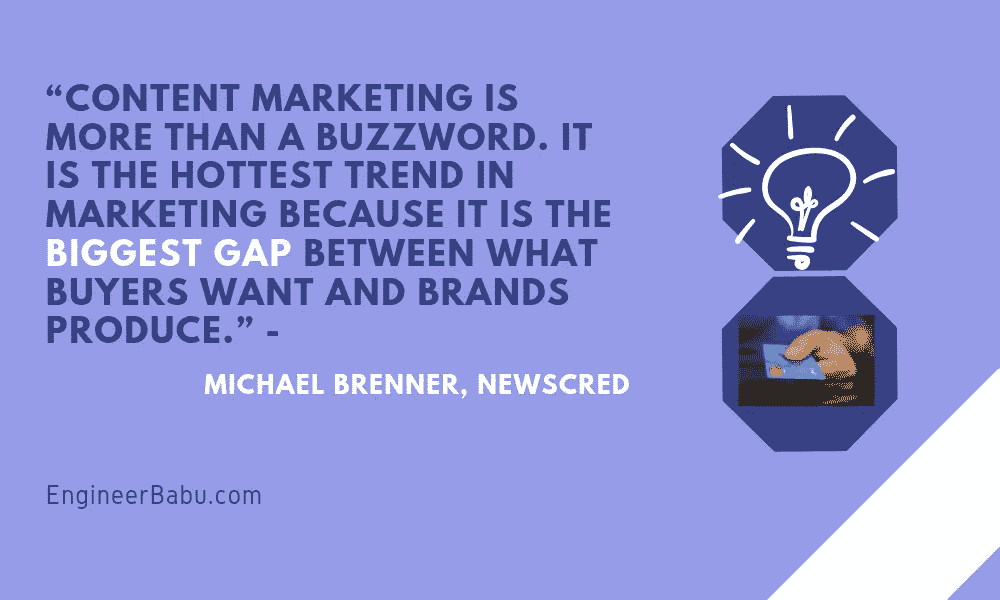 “CONTENT MARKETING IS
MORE THAN A BUZZWORD. IT
IS THE HOTTEST TREND IN
MARKETING BECAUSE IT IS THE
BIGGEST GAP BETWEEN WHAT
BUYERS WANT AND BRANDS
PRODUCE.” -
MICHAEL BRENNER, NEWSCRED
EngineerBabu.com